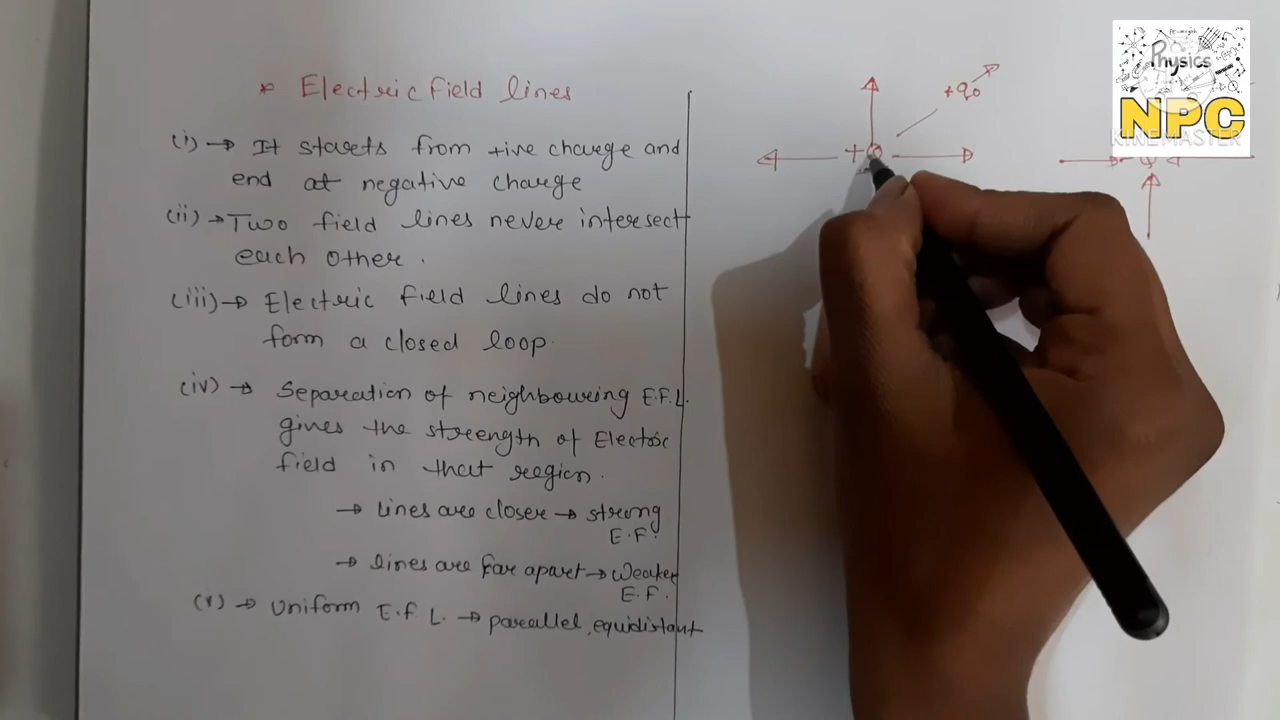 * Electric field lines
(i) → It starts from +ive charge and
end at negative charge
(ii) → Two field lines never intersect
each other.
(iii) → Electric field lines do not
form a closed loop.
(iv) → Separation of neighbouring E.F.L.
gives the strength of Electric
field in that region.
→ Lines are closer → strong
E.F.
→ lines are far apart → weaker
E.F.
(v) → Uniform E.F.L. → parallel, equidistant
+q0
+Q
Physics
NPC
KINEMASTER